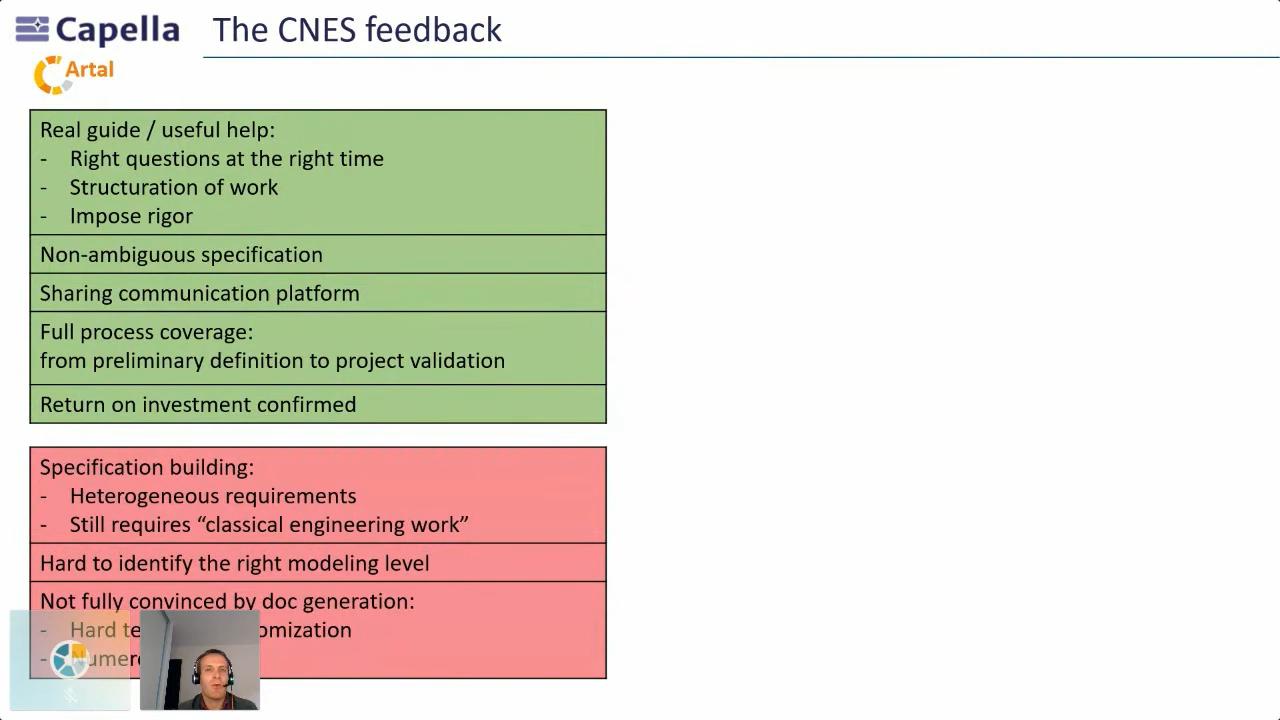 Capella
The CNES feedback
Artal
Real guide / useful help:
- Right questions at the right time
- Structuration of work
- Impose rigor
Non-ambiguous specification
Sharing communication platform
Full process coverage:
from preliminary definition to project validation
Return on investment confirmed
Specification building:
- Heterogeneous requirements
- Still requires “classical engineering work”
Hard to identify the right modeling level
Not fully convinced by doc generation:
- Hard
-